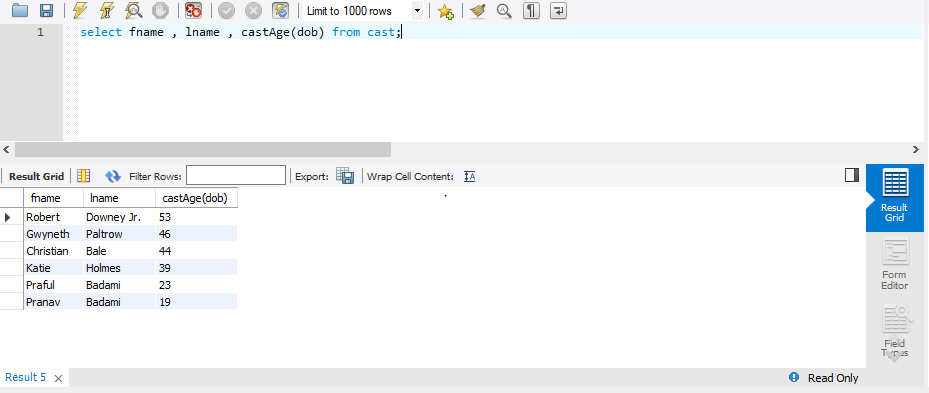 Limit to 1000 rows
1 select fname , lname , castAge(dob) from cast;
Result Grid Filter Rows: Export: Wrap Cell Content:
fname lname castAge(dob)
Robert Downey Jr. 53
Gwyneth Paltrow 46
Christian Bale 44
Katie Holmes 39
Praful Badami 23
Pranav Badami 19
Result
Grid
Form
Editor
Field
Types
Result 5 Read Only